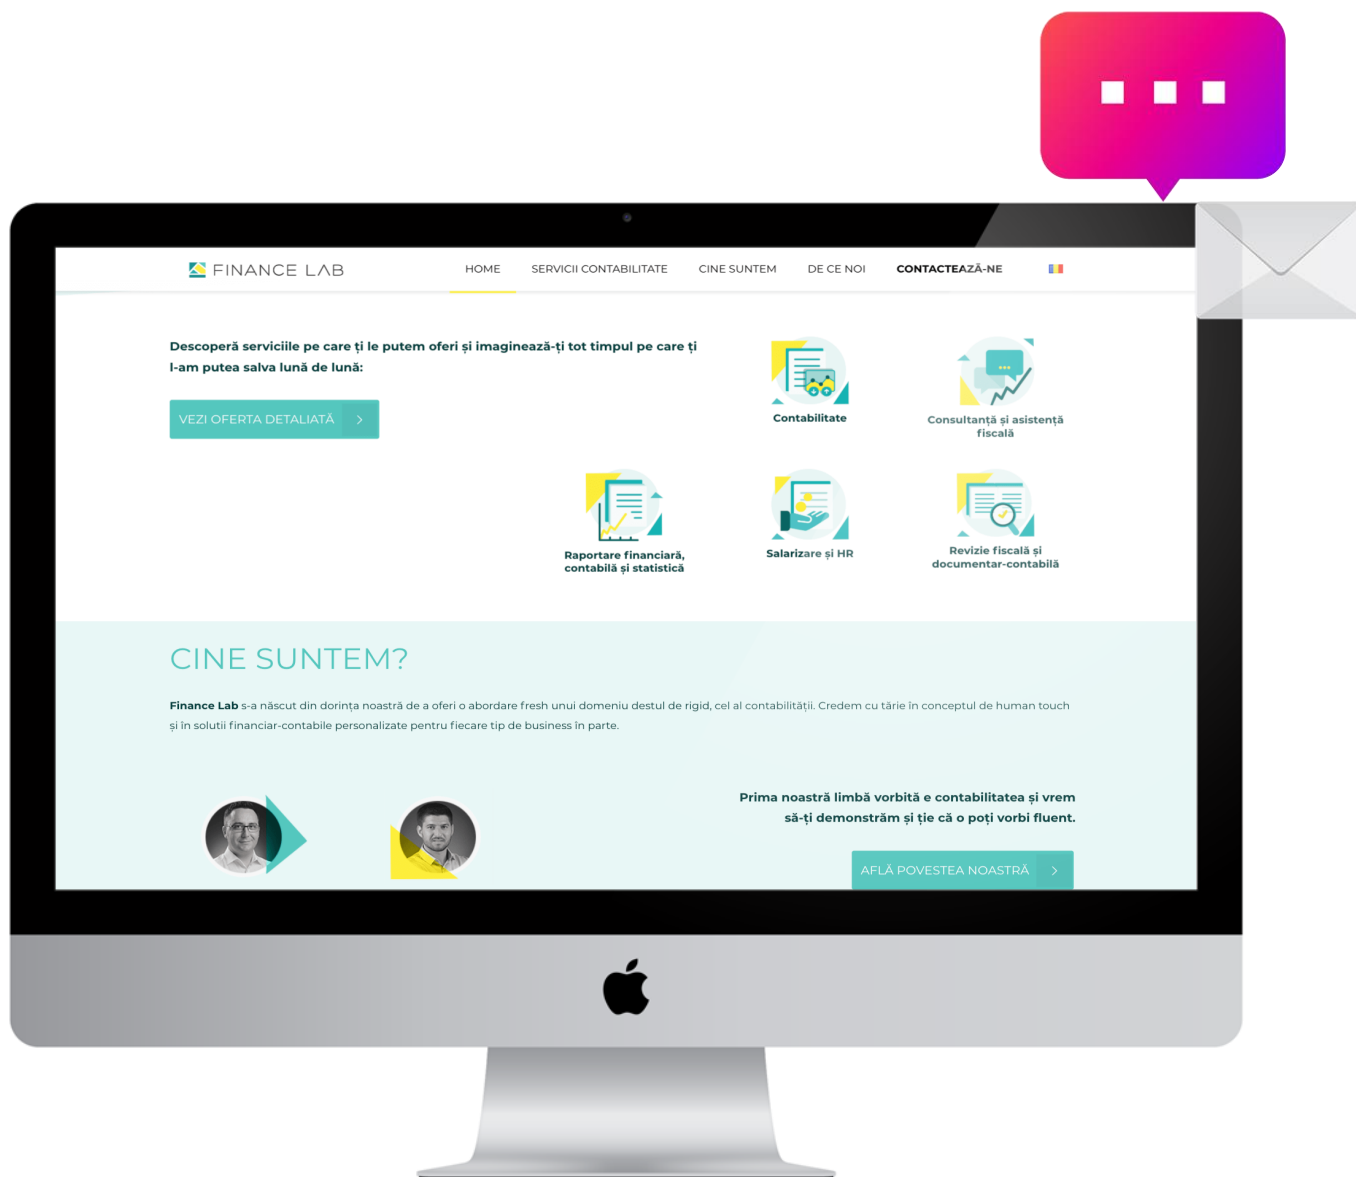 FINANCE LAB
HOME
SERVICII CONTABILITATE
CINE SUNTEM
DE CE NOI
CONTACTEAZĂ-NE
Descoperă serviciile pe care ți le putem oferi și imaginează-ți tot timpul pe care ți
l-am putea salva lună de lună:
VEZI OFERTA DETALIATĂ
Contabilitate
Consultanță și asistență
fiscală
Raportare financiară,
contabilă și statistică
Salarizare și HR
Revizie fiscală și
documentar-contabilă
CINE SUNTEM?
Finance Lab s-a născut din dorința noastră de a oferi o abordare fresh unui domeniu destul de rigid, cel al contabilității. Credem cu tărie în conceptul de human touch
și în solutii financiar-contabile personalizate pentru fiecare tip de business în parte.
Prima noastră limbă vorbită e contabilitatea și vrem
să-ți demonstrăm și ție că o poți vorbi fluent.
AFLĂ POVESTEA NOASTRĂ